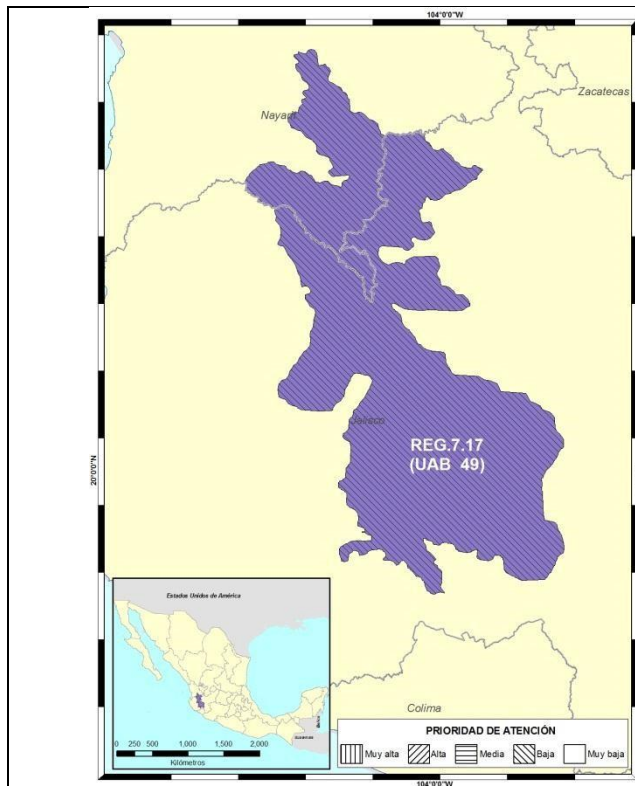 104°0'0"W
Zacatecas
Nayarit
Jalisco
REG.7.17
(UAB 49)
20°0'0"N
Estados Unidos de América
Belice
Guatemala
0 250 500 1,000 1,500 2,000
Kilómetros
Colima
PRIORIDAD DE ATENCIÓN
Muy alta Alta Media Baja Muy baja
104°0'0"W